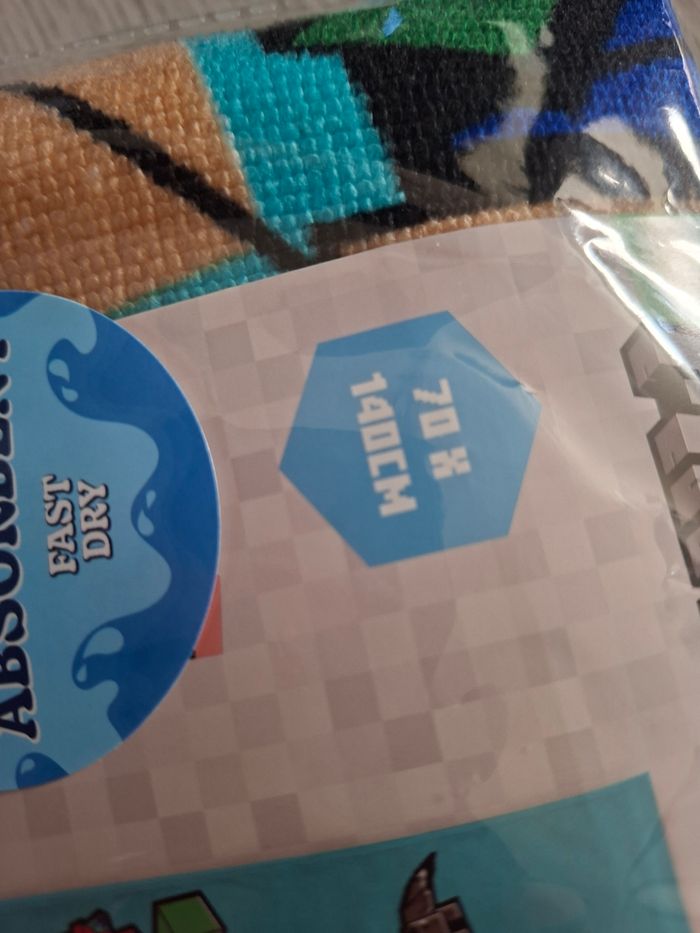 70 X
140CM
ABSORBENT
FAST
DRY